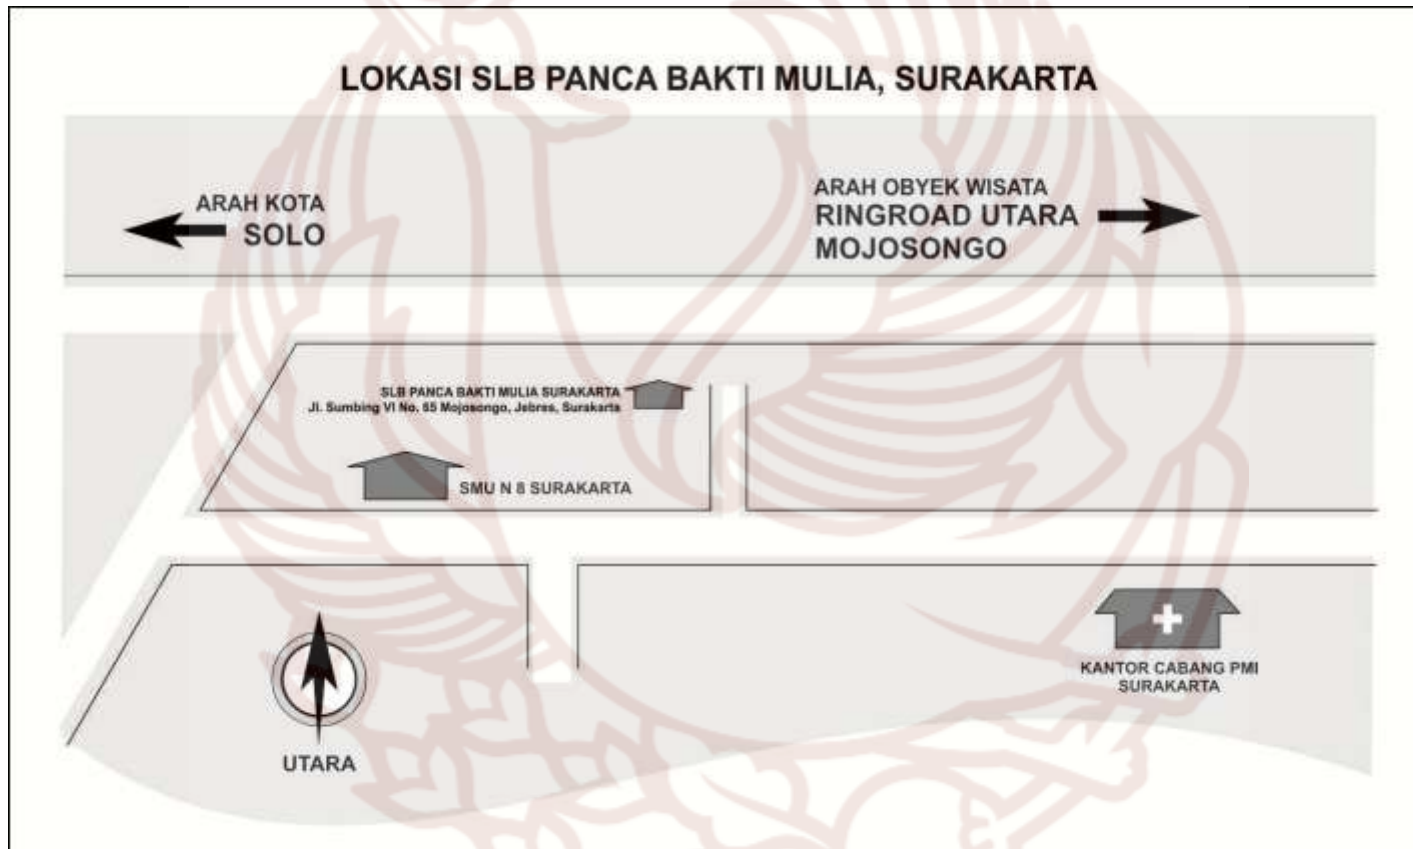 LOKASI SLB PANCA BAKTI MULIA, SURAKARTA
ARAH KOTA
SOLO
ARAH OBYEK WISATA
RINGROAD UTARA
MOJOSONGO
SLB PANCA BAKTI MULIA SURAKARTA
Jl. Sumbing VI No. 65 Mojosongo, Jebres, Surakarta
SMU N 8 SURAKARTA
KANTOR CABANG PMI
SURAKARTA
UTARA